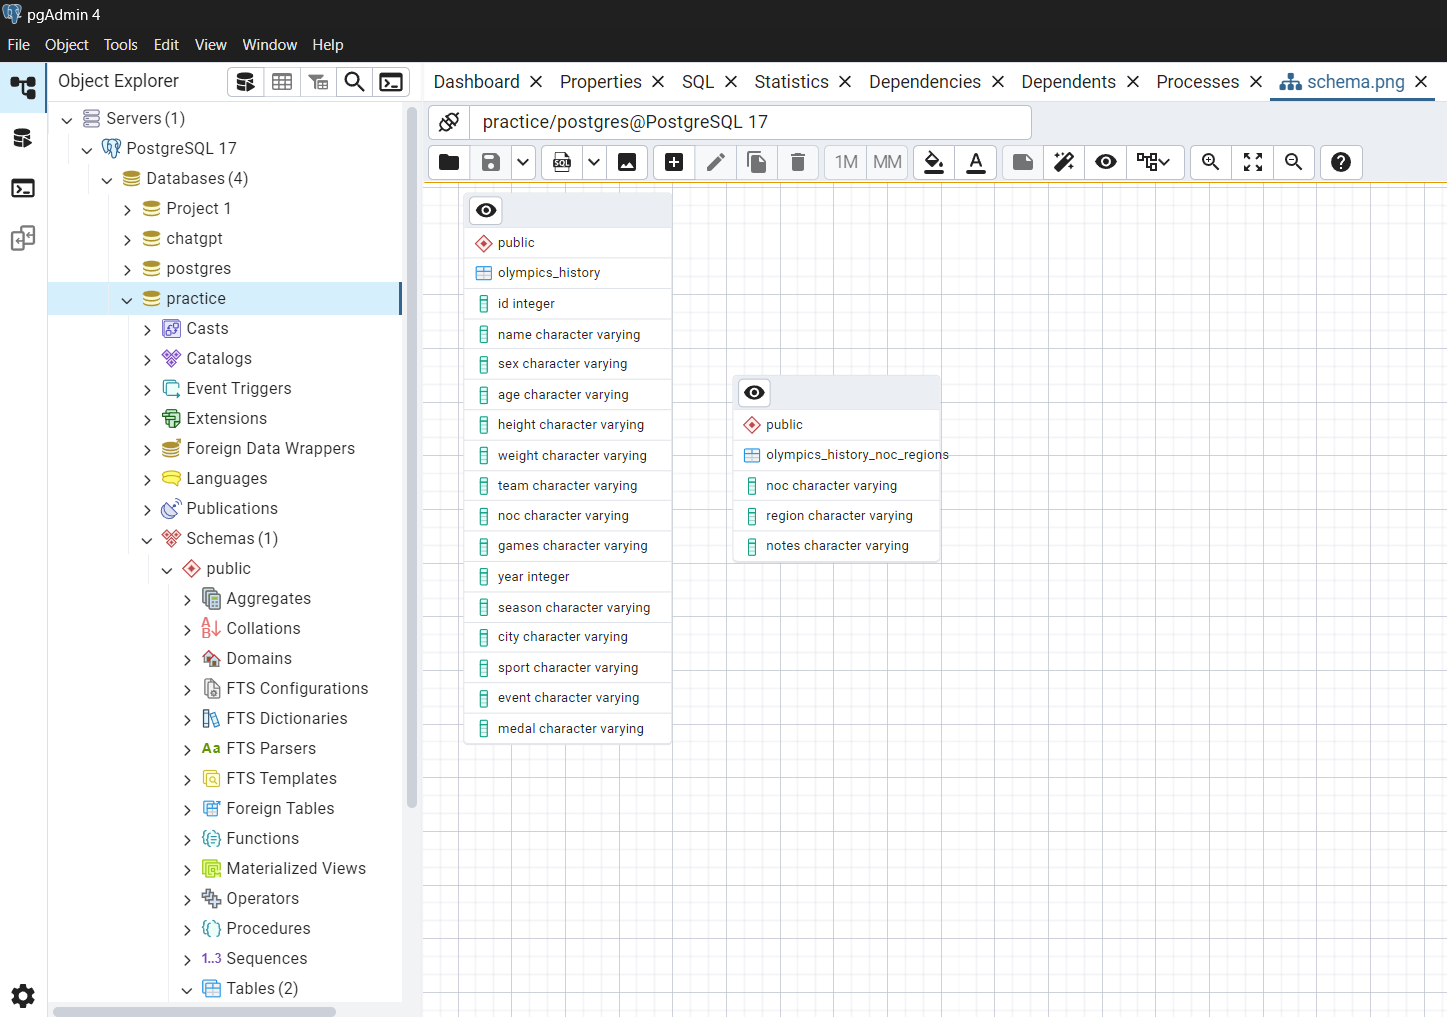 pgAdmin 4
File Object Tools Edit View Window Help
Object Explorer
Dashboard Properties SQL Statistics Dependencies Dependents Processes schema.png
practice/postgres@PostgreSQL 17
SQL 1M MM A
Servers (1)
PostgreSQL 17
Databases (4)
Project 1
chatgpt
postgres
practice
Casts
Catalogs
Event Triggers
Extensions
Foreign Data Wrappers
Languages
Publications
Schemas (1)
public
Aggregates
Collations
Domains
FTS Configurations
FTS Dictionaries
Aa FTS Parsers
FTS Templates
Foreign Tables
Functions
Materialized Views
Operators
Procedures
1..3 Sequences
Tables (2)
public
olympics_history
id integer
name character varying
sex character varying
age character varying
height character varying
weight character varying
team character varying
noc character varying
games character varying
year integer
season character varying
city character varying
sport character varying
event character varying
medal character varying
public
olympics_history_noc_regions
noc character varying
region character varying
notes character varying